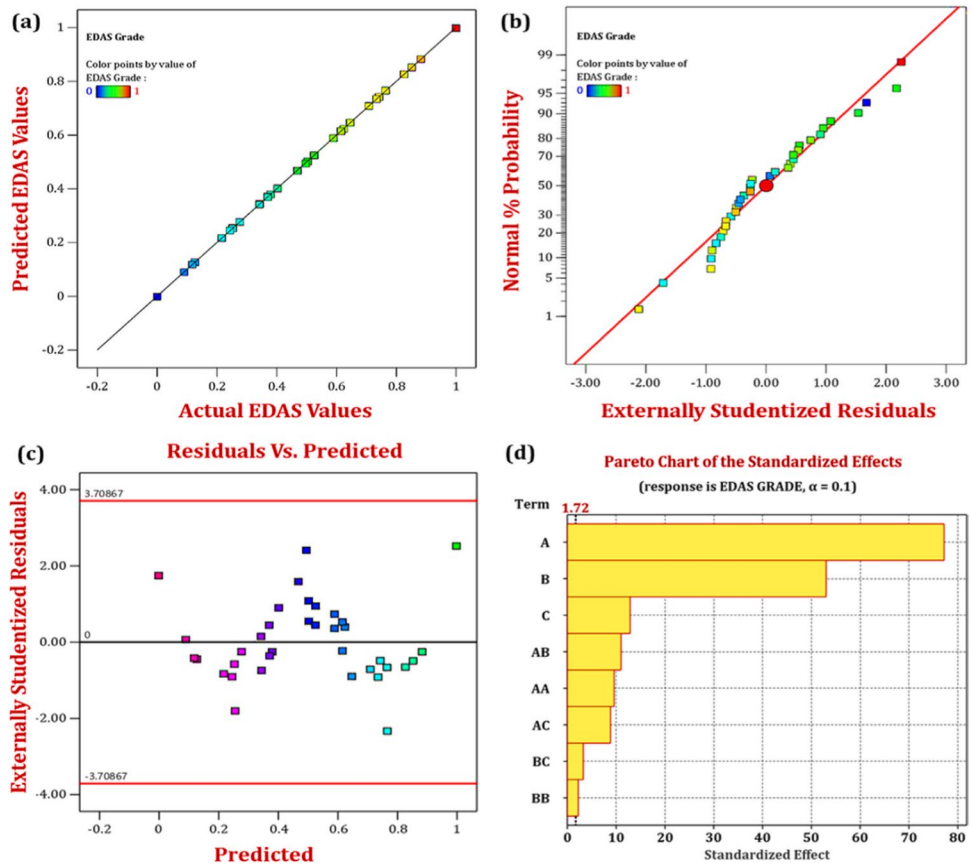 (a)
EDAS Grade
Color points by value of
EDAS Grade :
0 1
Predicted EDAS Values
1
0.8
0.6
0.4
0.2
0
-0.2
-0.2 0 0.2 0.4 0.6 0.8 1
Actual EDAS Values
(b)
EDAS Grade
Color points by value of
EDAS Grade :
0 1
Normal % Probability
99
95
90
80
70
50
30
20
10
5
1
-3.00 -2.00 -1.00 0.00 1.00 2.00 3.00
Externally Studentized Residuals
(c)
Residuals Vs. Predicted
Externally Studentized Residuals
4.00
2.00
0.00
-2.00
-4.00
3.70867
0
-3.70867
-0.2 0 0.2 0.4 0.6 0.8 1
Predicted
(d)
Pareto Chart of the Standardized Effects
(response is EDAS GRADE, α = 0.1)
Term 1.72
A
B
C
AB
AA
AC
BC
BB
0 10 20 30 40 50 60 70 80
Standardized Effect